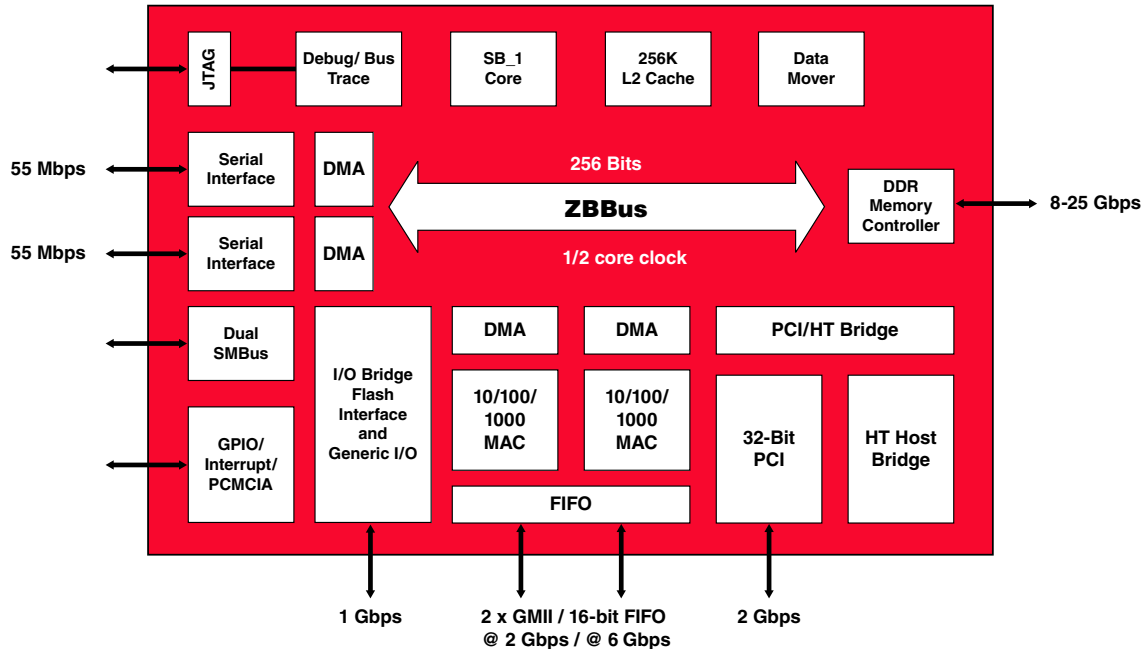 JTAG
Debug/ Bus
Trace
SB_1
Core
256K
L2 Cache
Data
Mover
55 Mbps
Serial
Interface
DMA
256 Bits
ZBBus
1/2 core clock
DDR
Memory
Controller
8-25 Gbps
55 Mbps
Serial
Interface
DMA
Dual
SMBus
I/O Bridge
Flash
Interface
and
Generic I/O
DMA
DMA
PCI/HT Bridge
GPIO/
Interrupt/
PCMCIA
10/100/
1000
MAC
10/100/
1000
MAC
32-Bit
PCI
HT Host
Bridge
FIFO
1 Gbps
2 x GMII / 16-bit FIFO
@ 2 Gbps / @ 6 Gbps
2 Gbps